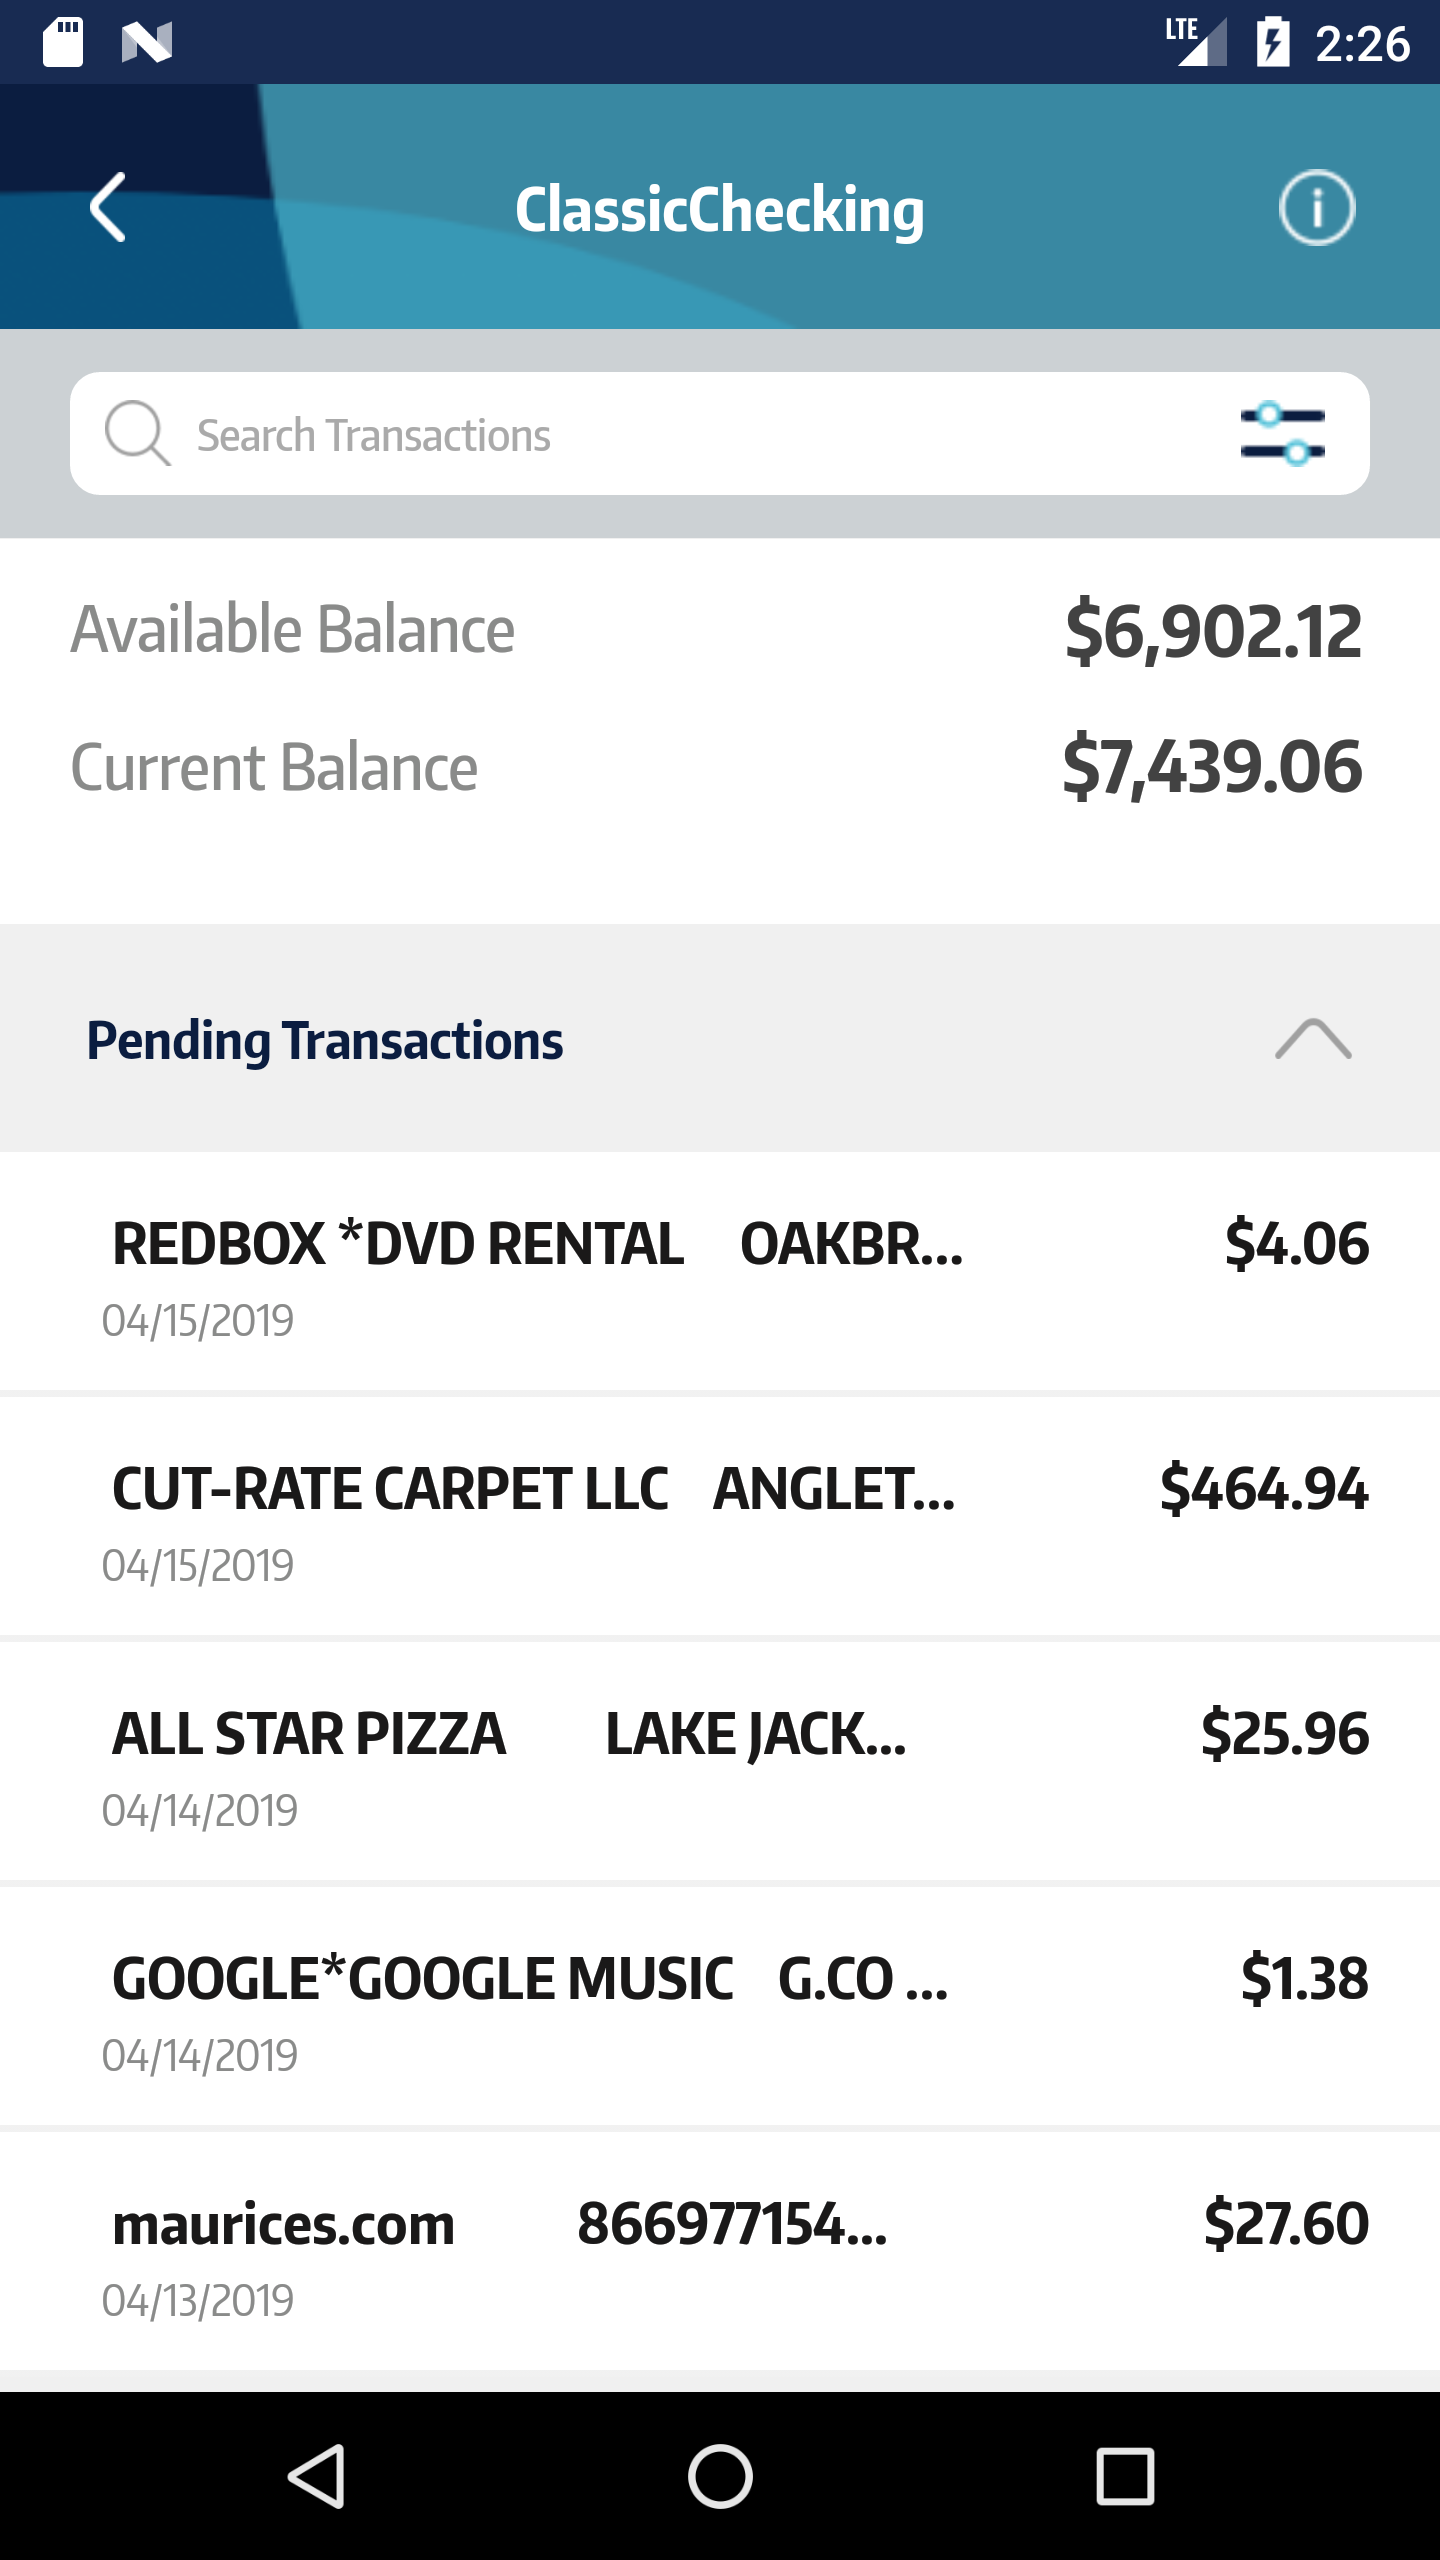 LTE 2:26
ClassicChecking
Search Transactions
Available Balance $6,902.12
Current Balance $7,439.06
Pending Transactions
REDBOX *DVD RENTAL OAKBR... $4.06
04/15/2019
CUT-RATE CARPET LLC ANGLET... $464.94
04/15/2019
ALL STAR PIZZA LAKE JACK... $25.96
04/14/2019
GOOGLE*GOOGLE MUSIC G.CO ... $1.38
04/14/2019
maurices.com 866977154... $27.60
04/13/2019